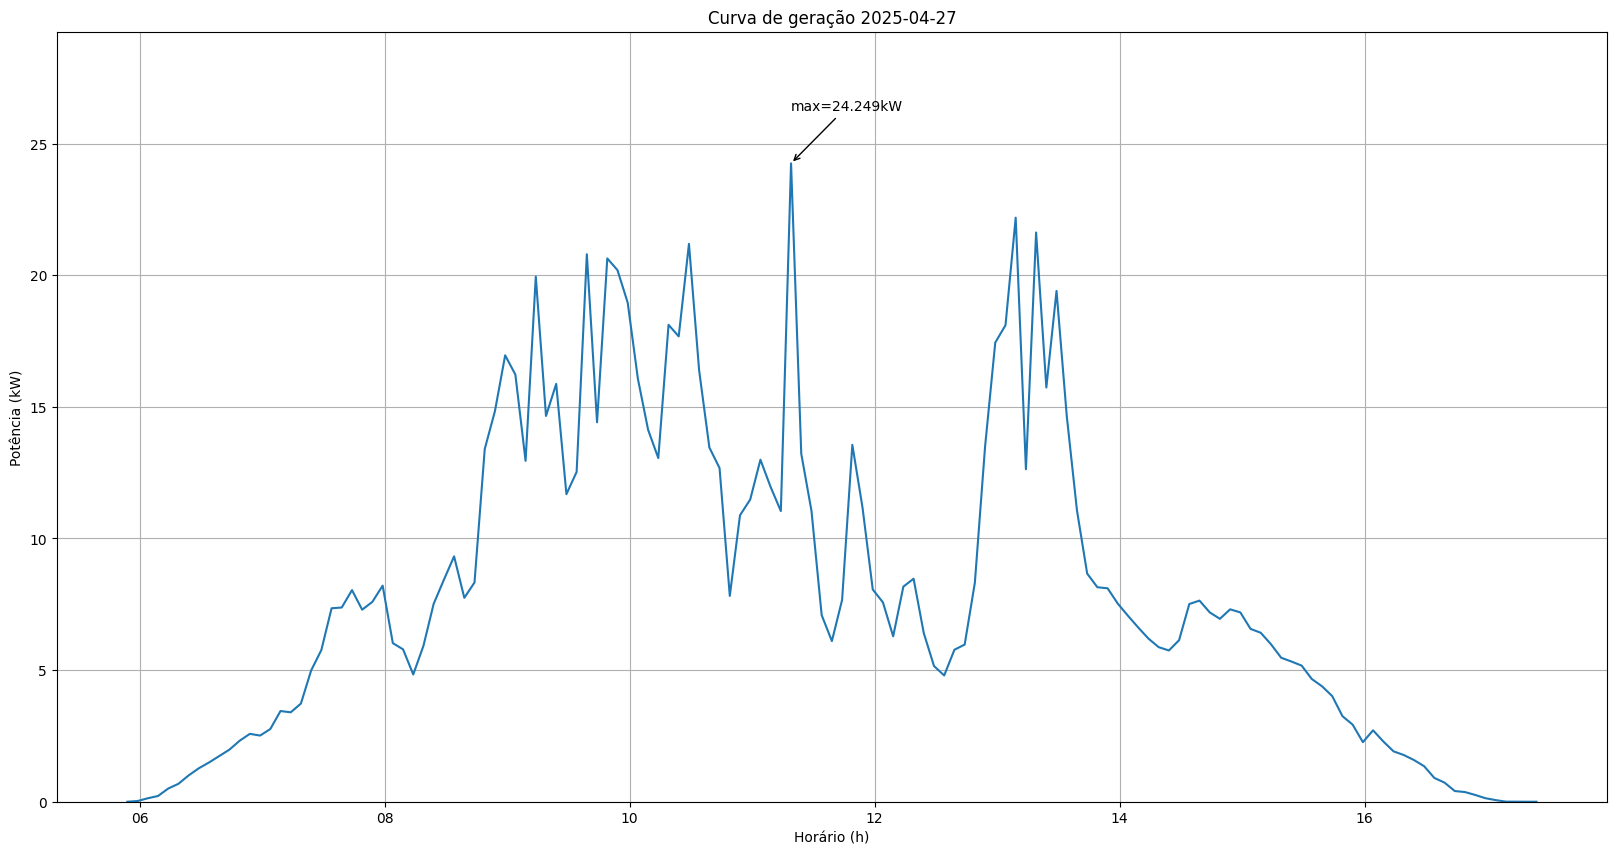 Curva de geração 2025-04-27
max=24.249kW
Potência (kW)
25
20
15
10
5
0
06 08 10 12 14 16
Horário (h)